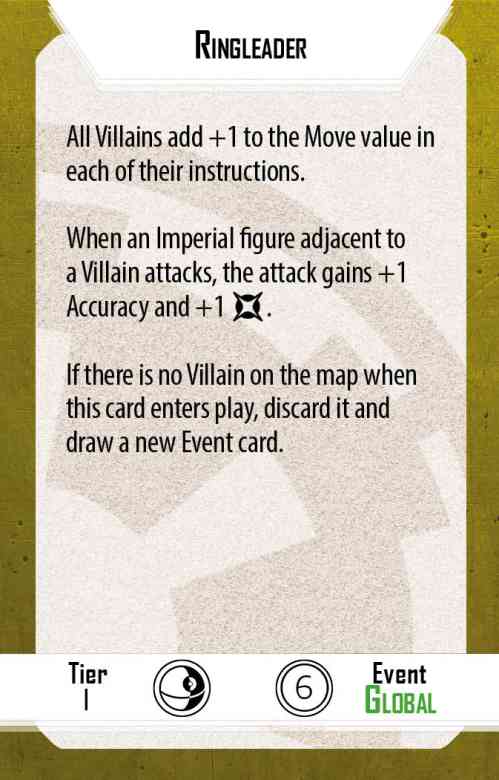 Ringleader
All Villains add +1 to the Move value in
each of their instructions.
When an Imperial figure adjacent to
a Villain attacks, the attack gains +1
Accuracy and +1 .
If there is no Villain on the map when
this card enters play, discard it and
draw a new Event card.
Tier
I
6
Event
Global